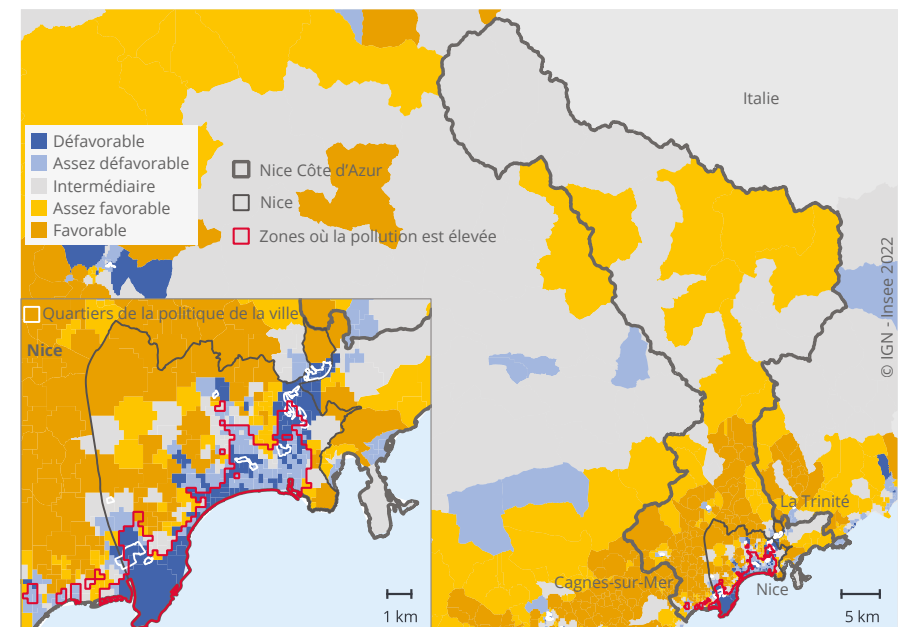 Italie
Défavorable
Assez défavorable
Intermédiaire
Assez favorable
Favorable
Nice Côte d'Azur
Nice
Zones où la pollution est élevée
© IGN - Insee 2022
Quartiers de la politique de la ville
Nice
1 km
La Trinité
Cagnes-sur-Mer
Nice
5 km